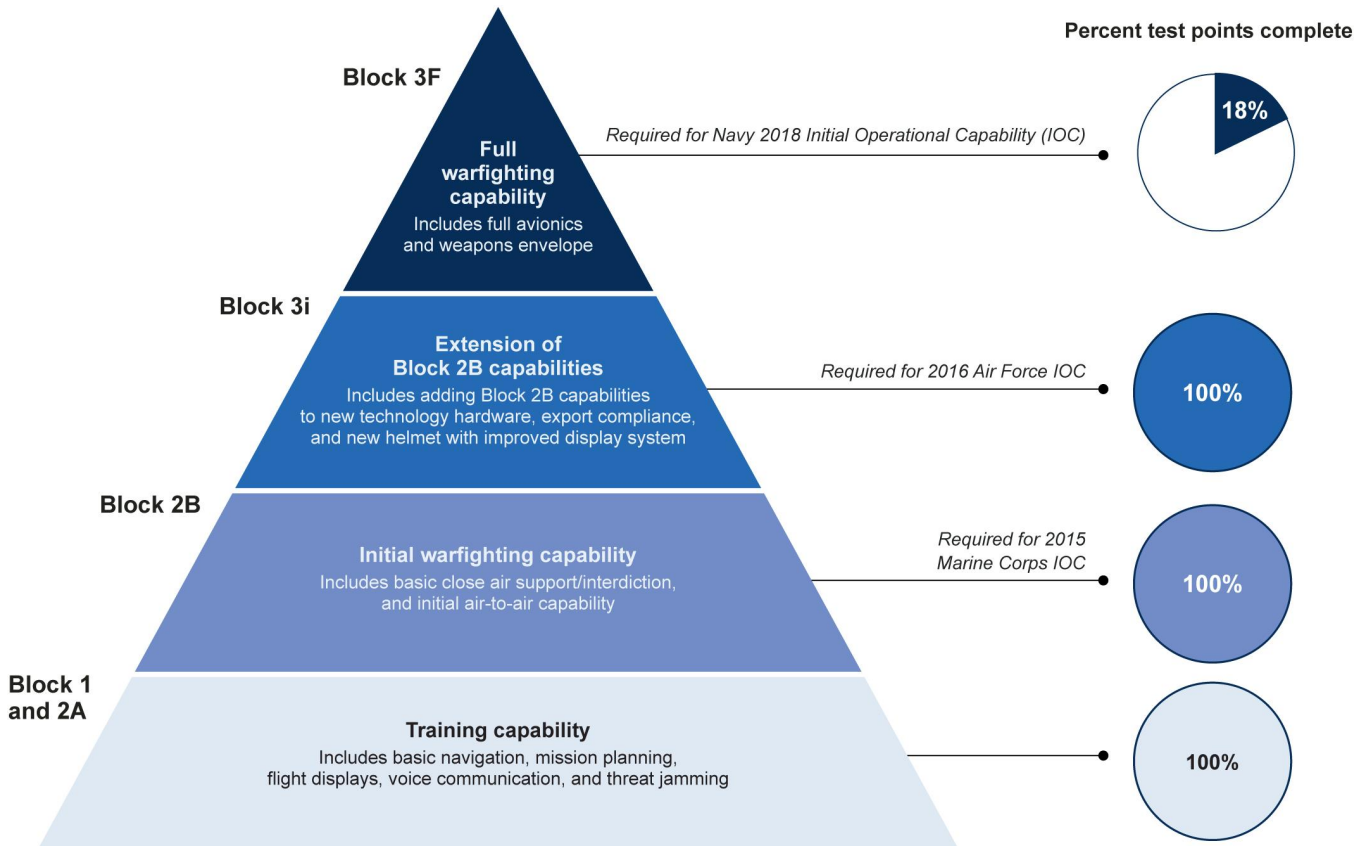 Percent test points complete
Block 3F
18%
Required for Navy 2018 Initial Operational Capability (IOC)
Full
warfighting
capability
Includes full avionics
and weapons envelope
Block 3i
Extension of
Block 2B capabilities
Includes adding Block 2B capabilities
to new technology hardware, export compliance,
and new helmet with improved display system
Required for 2016 Air Force IOC
100%
Block 2B
Initial warfighting capability
Includes basic close air support/interdiction,
and initial air-to-air capability
Required for 2015
Marine Corps IOC
100%
Block 1
and 2A
Training capability
Includes basic navigation, mission planning,
flight displays, voice communication, and threat jamming
100%